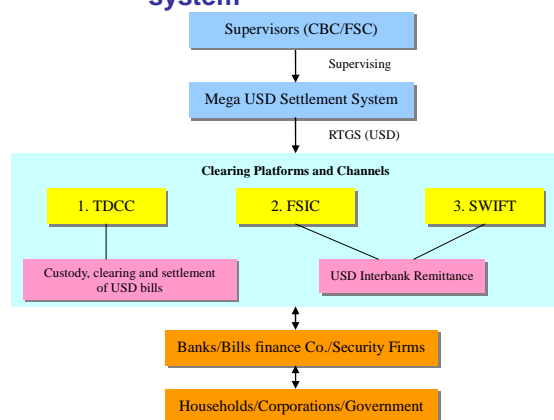 system
Supervisors (CBC/FSC)
Supervising
Mega USD Settlement System
RTGS (USD)
Clearing Platforms and Channels
1. TDCC
2. FSIC
3. SWIFT
Custody, clearing and settlement
of USD bills
USD Interbank Remittance
Banks/Bills finance Co./Security Firms
Households/Corporations/Government